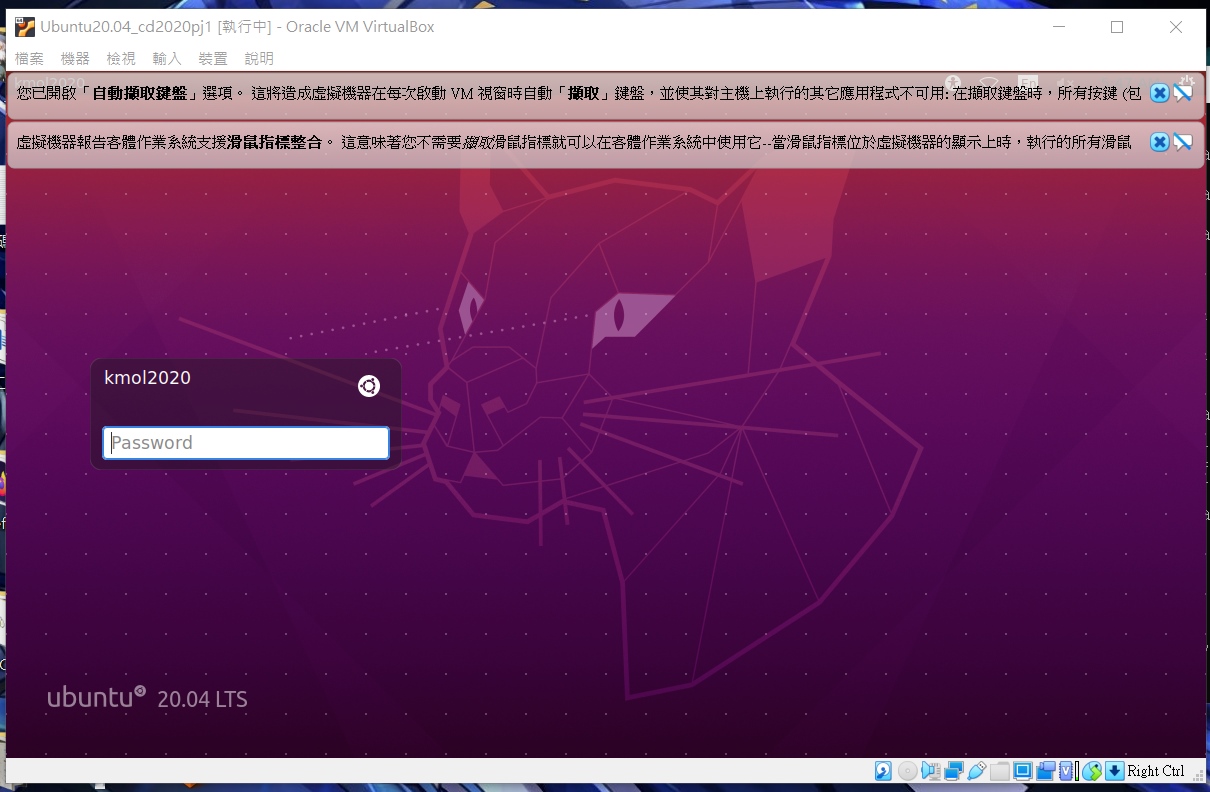 Ubuntu20.04_cd2020pj1 [執行中] - Oracle VM VirtualBox
檔案 機器 檢視 輸入 裝置 說明
kmol2020
En
您已開啟「自動擷取鍵盤」選項。 這將造成虛擬機器在每次啟動 VM 視窗時自動「擷取」鍵盤，並使其對主機上執行的其它應用程式不可用: 在擷取鍵盤時，所有按鍵 (包
虛擬機器報告客體作業系統支援滑鼠指標整合。 這意味著您不需要擷取滑鼠指標就可以在客體作業系統中使用它--當滑鼠指標位於虛擬機器的顯示上時，執行的所有滑鼠
kmol2020
Password
ubuntu 20.04 LTS
Right Ctrl